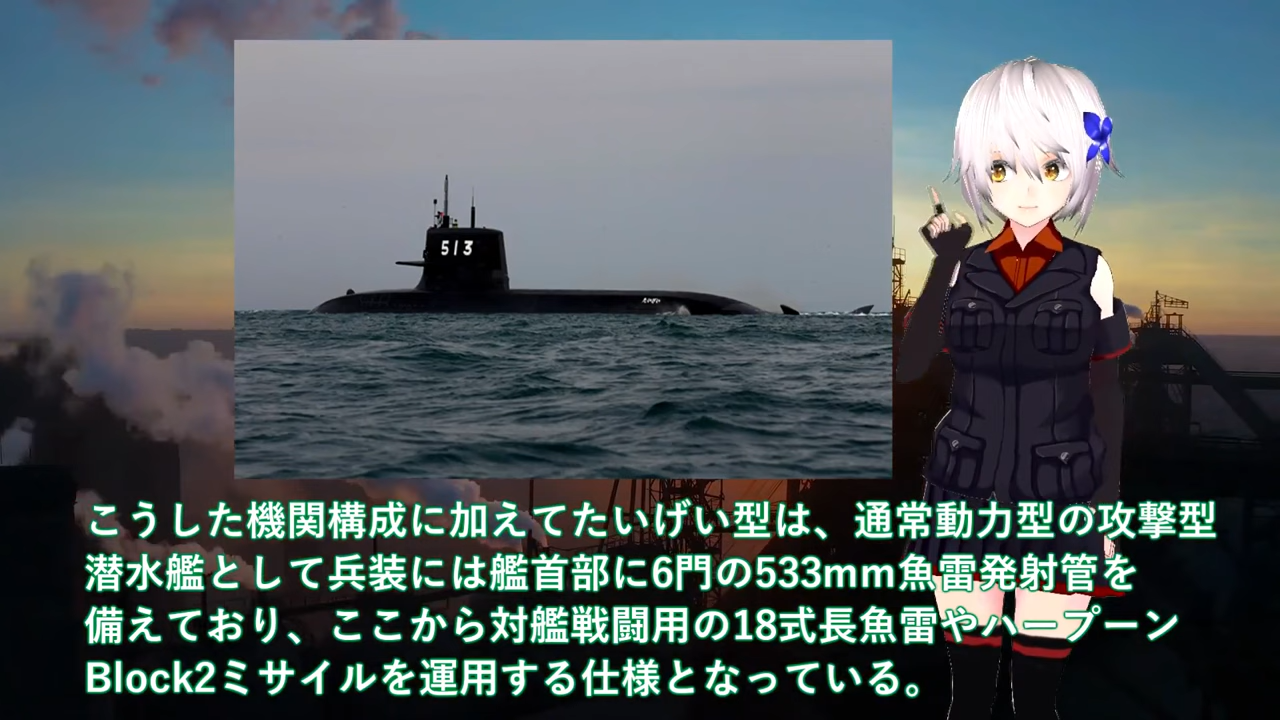 513
こうした機関構成に加えてたいげい型は、通常動力型の攻撃型
潜水艦として兵装には艦首部に6門の533mm魚雷発射管を
備えており、ここから対艦戦闘用の18式長魚雷やハープーン
Block2ミサイルを運用する仕様となっている。